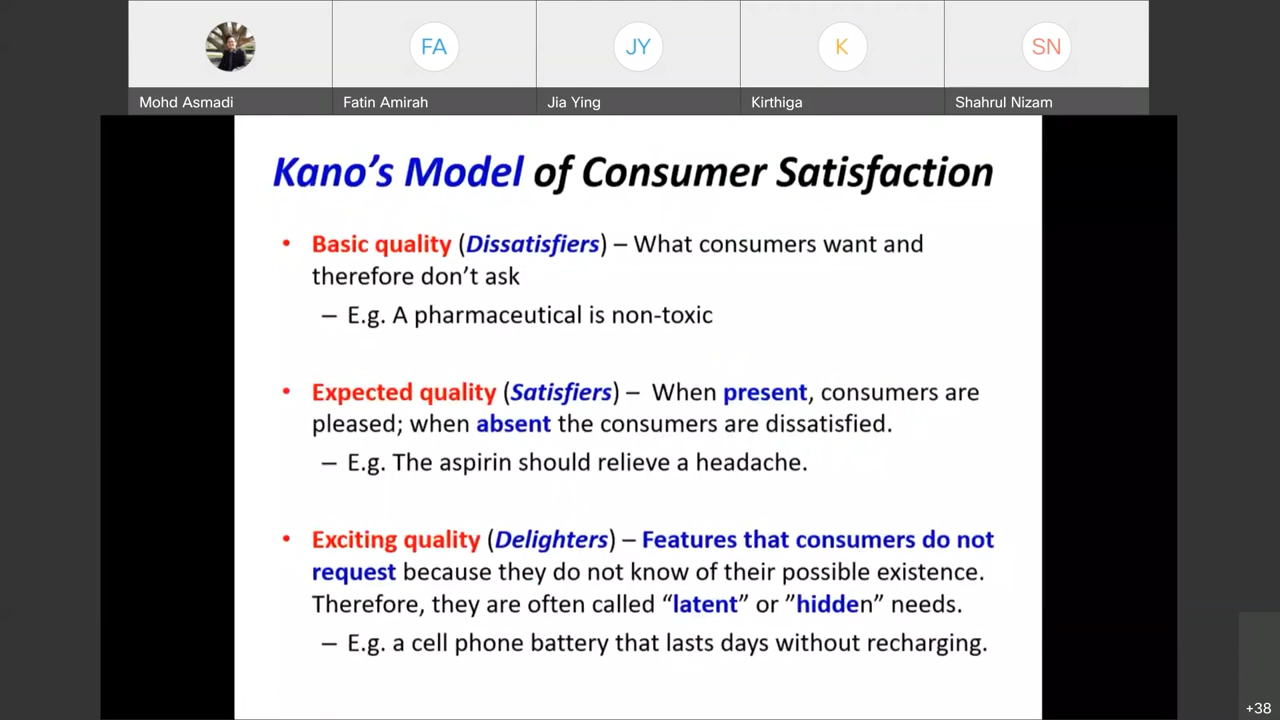 FA
JY
K
SN
Mohd Asmadi
Fatin Amirah
Jia Ying
Kirthiga
Shahrul Nizam
Kano's Model of Consumer Satisfaction
• Basic quality (Dissatisfiers) – What consumers want and
therefore don't ask
– E.g. A pharmaceutical is non-toxic
• Expected quality (Satisfiers) – When present, consumers are
pleased; when absent the consumers are dissatisfied.
– E.g. The aspirin should relieve a headache.
• Exciting quality (Delighters) – Features that consumers do not
request because they do not know of their possible existence.
Therefore, they are often called “latent” or ”hidden” needs.
– E.g. a cell phone battery that lasts days without recharging.
+38